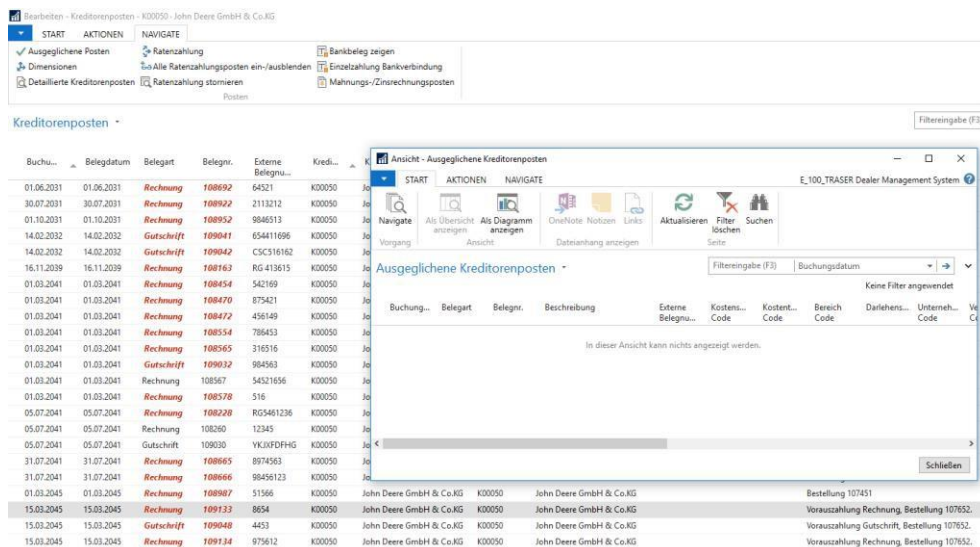 Bearbeiten - Kreditorenposten - K00050 · John Deere GmbH & Co.KG
START AKTIONEN NAVIGATE
Ausgeglichene Posten Ratenzahlung Bankbeleg zeigen
Dimensionen Alle Ratenzahlungsposten ein-/ausblenden Einzelzahlung Bankverbindung
Detaillierte Kreditorenposten Ratenzahlung stornieren Mahnungs-/Zinsrechnungsposten
Posten
Kreditorenposten
Filtereingabe (F3
Buchu... Belegdatum Belegart Belegnr. Externe Belegnu... Kredi... K
01.06.2031 01.06.2031 Rechnung 108692 64521 K00050 Jo
30.07.2031 30.07.2031 Rechnung 108922 2113212 K00050 Jo
01.10.2031 01.10.2031 Rechnung 108952 9846513 K00050 Jo
14.02.2032 14.02.2032 Gutschrift 109041 654411696 K00050 Jo
14.02.2032 14.02.2032 Gutschrift 109042 CSC516162 K00050 Jo
16.11.2039 16.11.2039 Rechnung 108163 RG 413615 K00050 Jo
01.03.2041 01.03.2041 Rechnung 108454 542169 K00050 Jo
01.03.2041 01.03.2041 Rechnung 108470 875421 K00050 Jo
01.03.2041 01.03.2041 Rechnung 108472 456149 K00050 Jo
01.03.2041 01.03.2041 Rechnung 108554 786453 K00050 Jo
01.03.2041 01.03.2041 Rechnung 108565 316516 K00050 Jo
01.03.2041 01.03.2041 Gutschrift 109032 984563 K00050 Jo
01.03.2041 01.03.2041 Rechnung 108567 54521656 K00050 Jo
01.03.2041 01.03.2041 Rechnung 108578 516 K00050 Jo
05.07.2041 05.07.2041 Rechnung 108228 RG5461236 K00050 Jo
05.07.2041 05.07.2041 Rechnung 108260 12345 K00050 Jo
05.07.2041 05.07.2041 Gutschrift 109030 YKJXFDFHG K00050 Jo
31.07.2041 31.07.2041 Rechnung 108665 8974563 K00050 Jo
31.07.2041 31.07.2041 Rechnung 108666 98456123 K00050 Jo
01.03.2045 01.03.2045 Rechnung 108987 51566 K00050 John Deere GmbH & Co.KG K00050 John Deere GmbH & Co.KG Bestellung 107451
15.03.2045 15.03.2045 Rechnung 109133 8654 K00050 John Deere GmbH & Co.KG K00050 John Deere GmbH & Co.KG Vorauszahlung Rechnung, Bestellung 107652.
15.03.2045 15.03.2045 Gutschrift 109048 4453 K00050 John Deere GmbH & Co.KG K00050 John Deere GmbH & Co.KG Vorauszahlung Gutschrift, Bestellung 107652.
15.03.2045 15.03.2045 Rechnung 109134 975612 K00050 John Deere GmbH & Co.KG K00050 John Deere GmbH & Co.KG Vorauszahlung Rechnung, Bestellung 107652.
Ansicht - Ausgeglichene Kreditorenposten
START AKTIONEN NAVIGATE E_100_TRASER Dealer Management System
Navigate Als Übersicht anzeigen Als Diagramm anzeigen OneNote Notizen Links Aktualisieren Filter löschen Suchen
Vorgang Ansicht Dateianhang anzeigen Seite
Ausgeglichene Kreditorenposten Filtereingabe (F3) Buchungsdatum
Keine Filter angewendet
Buchung... Belegart Belegnr. Beschreibung Externe Belegnu... Kostens... Code Kostent... Code Bereich Code Darlehens... Unterneh... Code
In dieser Ansicht kann nichts angezeigt werden.
Schließen